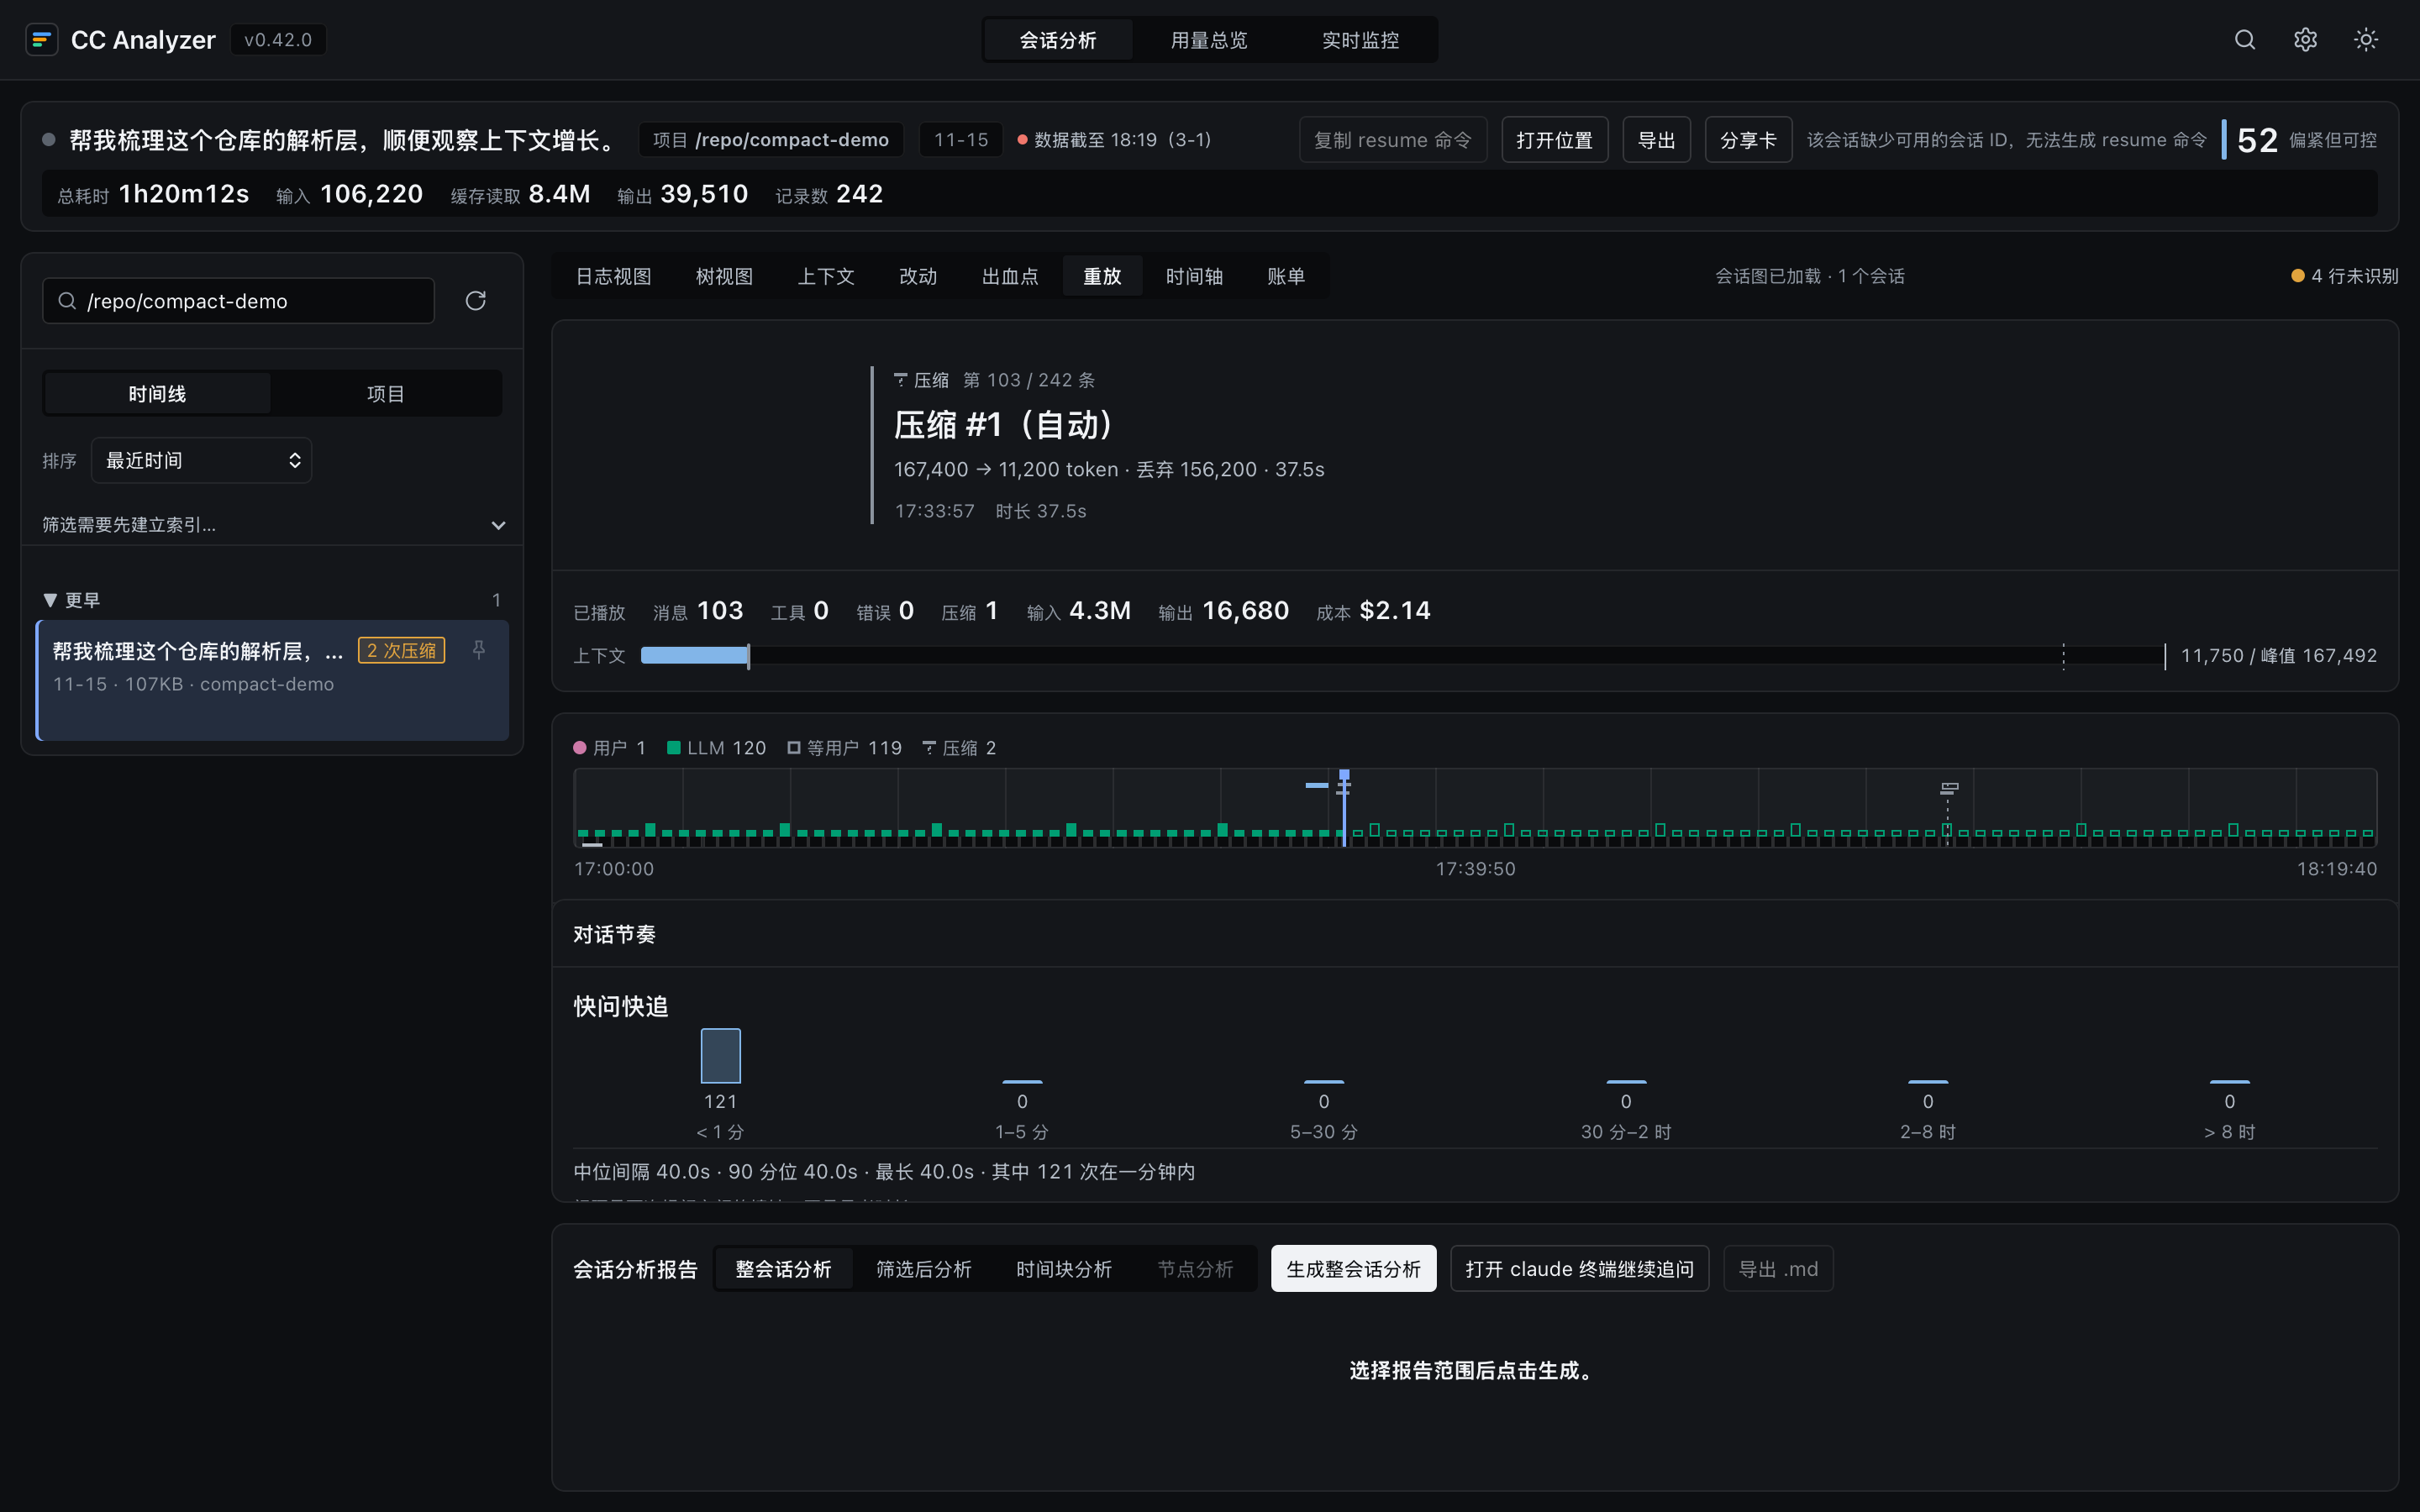 CC Analyzer v0.42.0 会话分析 用量总览 实时监控
帮我梳理这个仓库的解析层，顺便观察上下文增长。 项目 /repo/compact-demo 11-15 数据截至 18:19（3-1） 复制 resume 命令 打开位置 导出 分享卡 该会话缺少可用的会话 ID，无法生成 resume 命令 52 偏紧但可控
总耗时 1h20m12s 输入 106,220 缓存读取 8.4M 输出 39,510 记录数 242
/repo/compact-demo
时间线 项目
排序 最近时间
筛选需要先建立索引...
更早 1
帮我梳理这个仓库的解析层，... 2 次压缩
11-15 · 107KB · compact-demo
日志视图 树视图 上下文 改动 出血点 重放 时间轴 账单 会话图已加载 · 1 个会话 4 行未识别
压缩 第 103 / 242 条
压缩 #1（自动）
167,400 → 11,200 token · 丢弃 156,200 · 37.5s
17:33:57 时长 37.5s
已播放 消息 103 工具 0 错误 0 压缩 1 输入 4.3M 输出 16,680 成本 $2.14
上下文 11,750 / 峰值 167,492
用户 1 LLM 120 等用户 119 压缩 2
17:00:00 17:39:50 18:19:40
对话节奏
快问快追
121 0 0 0 0 0
< 1 分 1–5 分 5–30 分 30 分–2 时 2–8 时 > 8 时
中位间隔 40.0s · 90 分位 40.0s · 最长 40.0s · 其中 121 次在一分钟内
会话分析报告 整会话分析 筛选后分析 时间块分析 节点分析 生成整会话分析 打开 claude 终端继续追问 导出 .md
选择报告范围后点击生成。